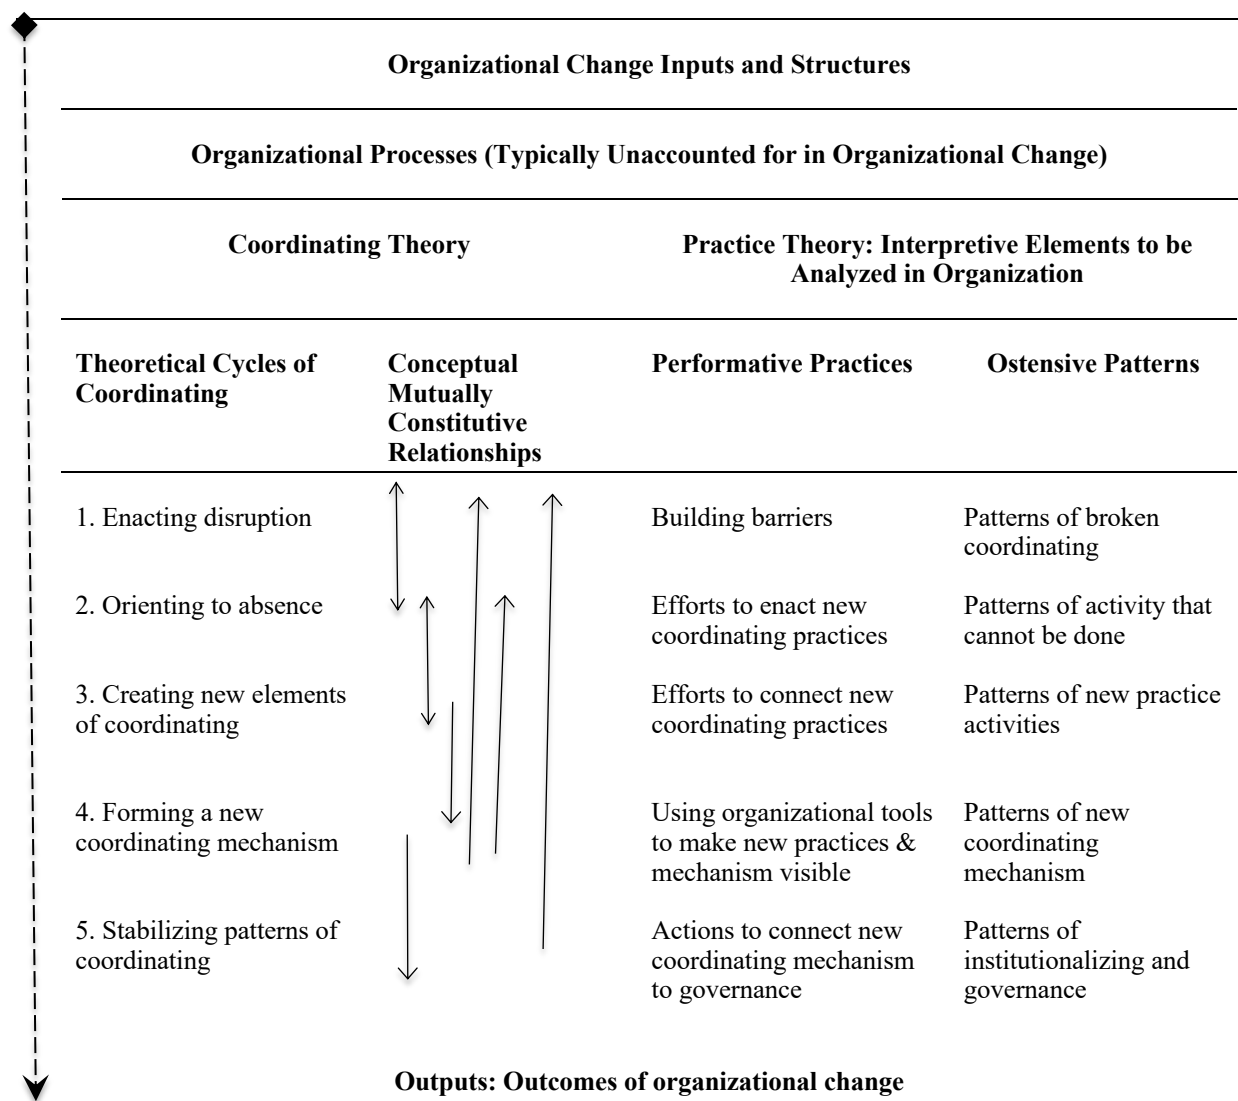 Organizational Change Inputs and Structures
Organizational Processes (Typically Unaccounted for in Organizational Change)
Coordinating Theory
Practice Theory: Interpretive Elements to be
Analyzed in Organization
Theoretical Cycles of
Coordinating
Conceptual
Mutually
Constitutive
Relationships
Performative Practices
Ostensive Patterns
1. Enacting disruption
Building barriers
Patterns of broken
coordinating
2. Orienting to absence
Efforts to enact new
coordinating practices
Patterns of activity that
cannot be done
3. Creating new elements
of coordinating
Efforts to connect new
coordinating practices
Patterns of new practice
activities
4. Forming a new
coordinating mechanism
Using organizational tools
to make new practices &
mechanism visible
Patterns of new
coordinating
mechanism
5. Stabilizing patterns of
coordinating
Actions to connect new
coordinating mechanism
to governance
Patterns of
institutionalizing and
governance
Outputs: Outcomes of organizational change